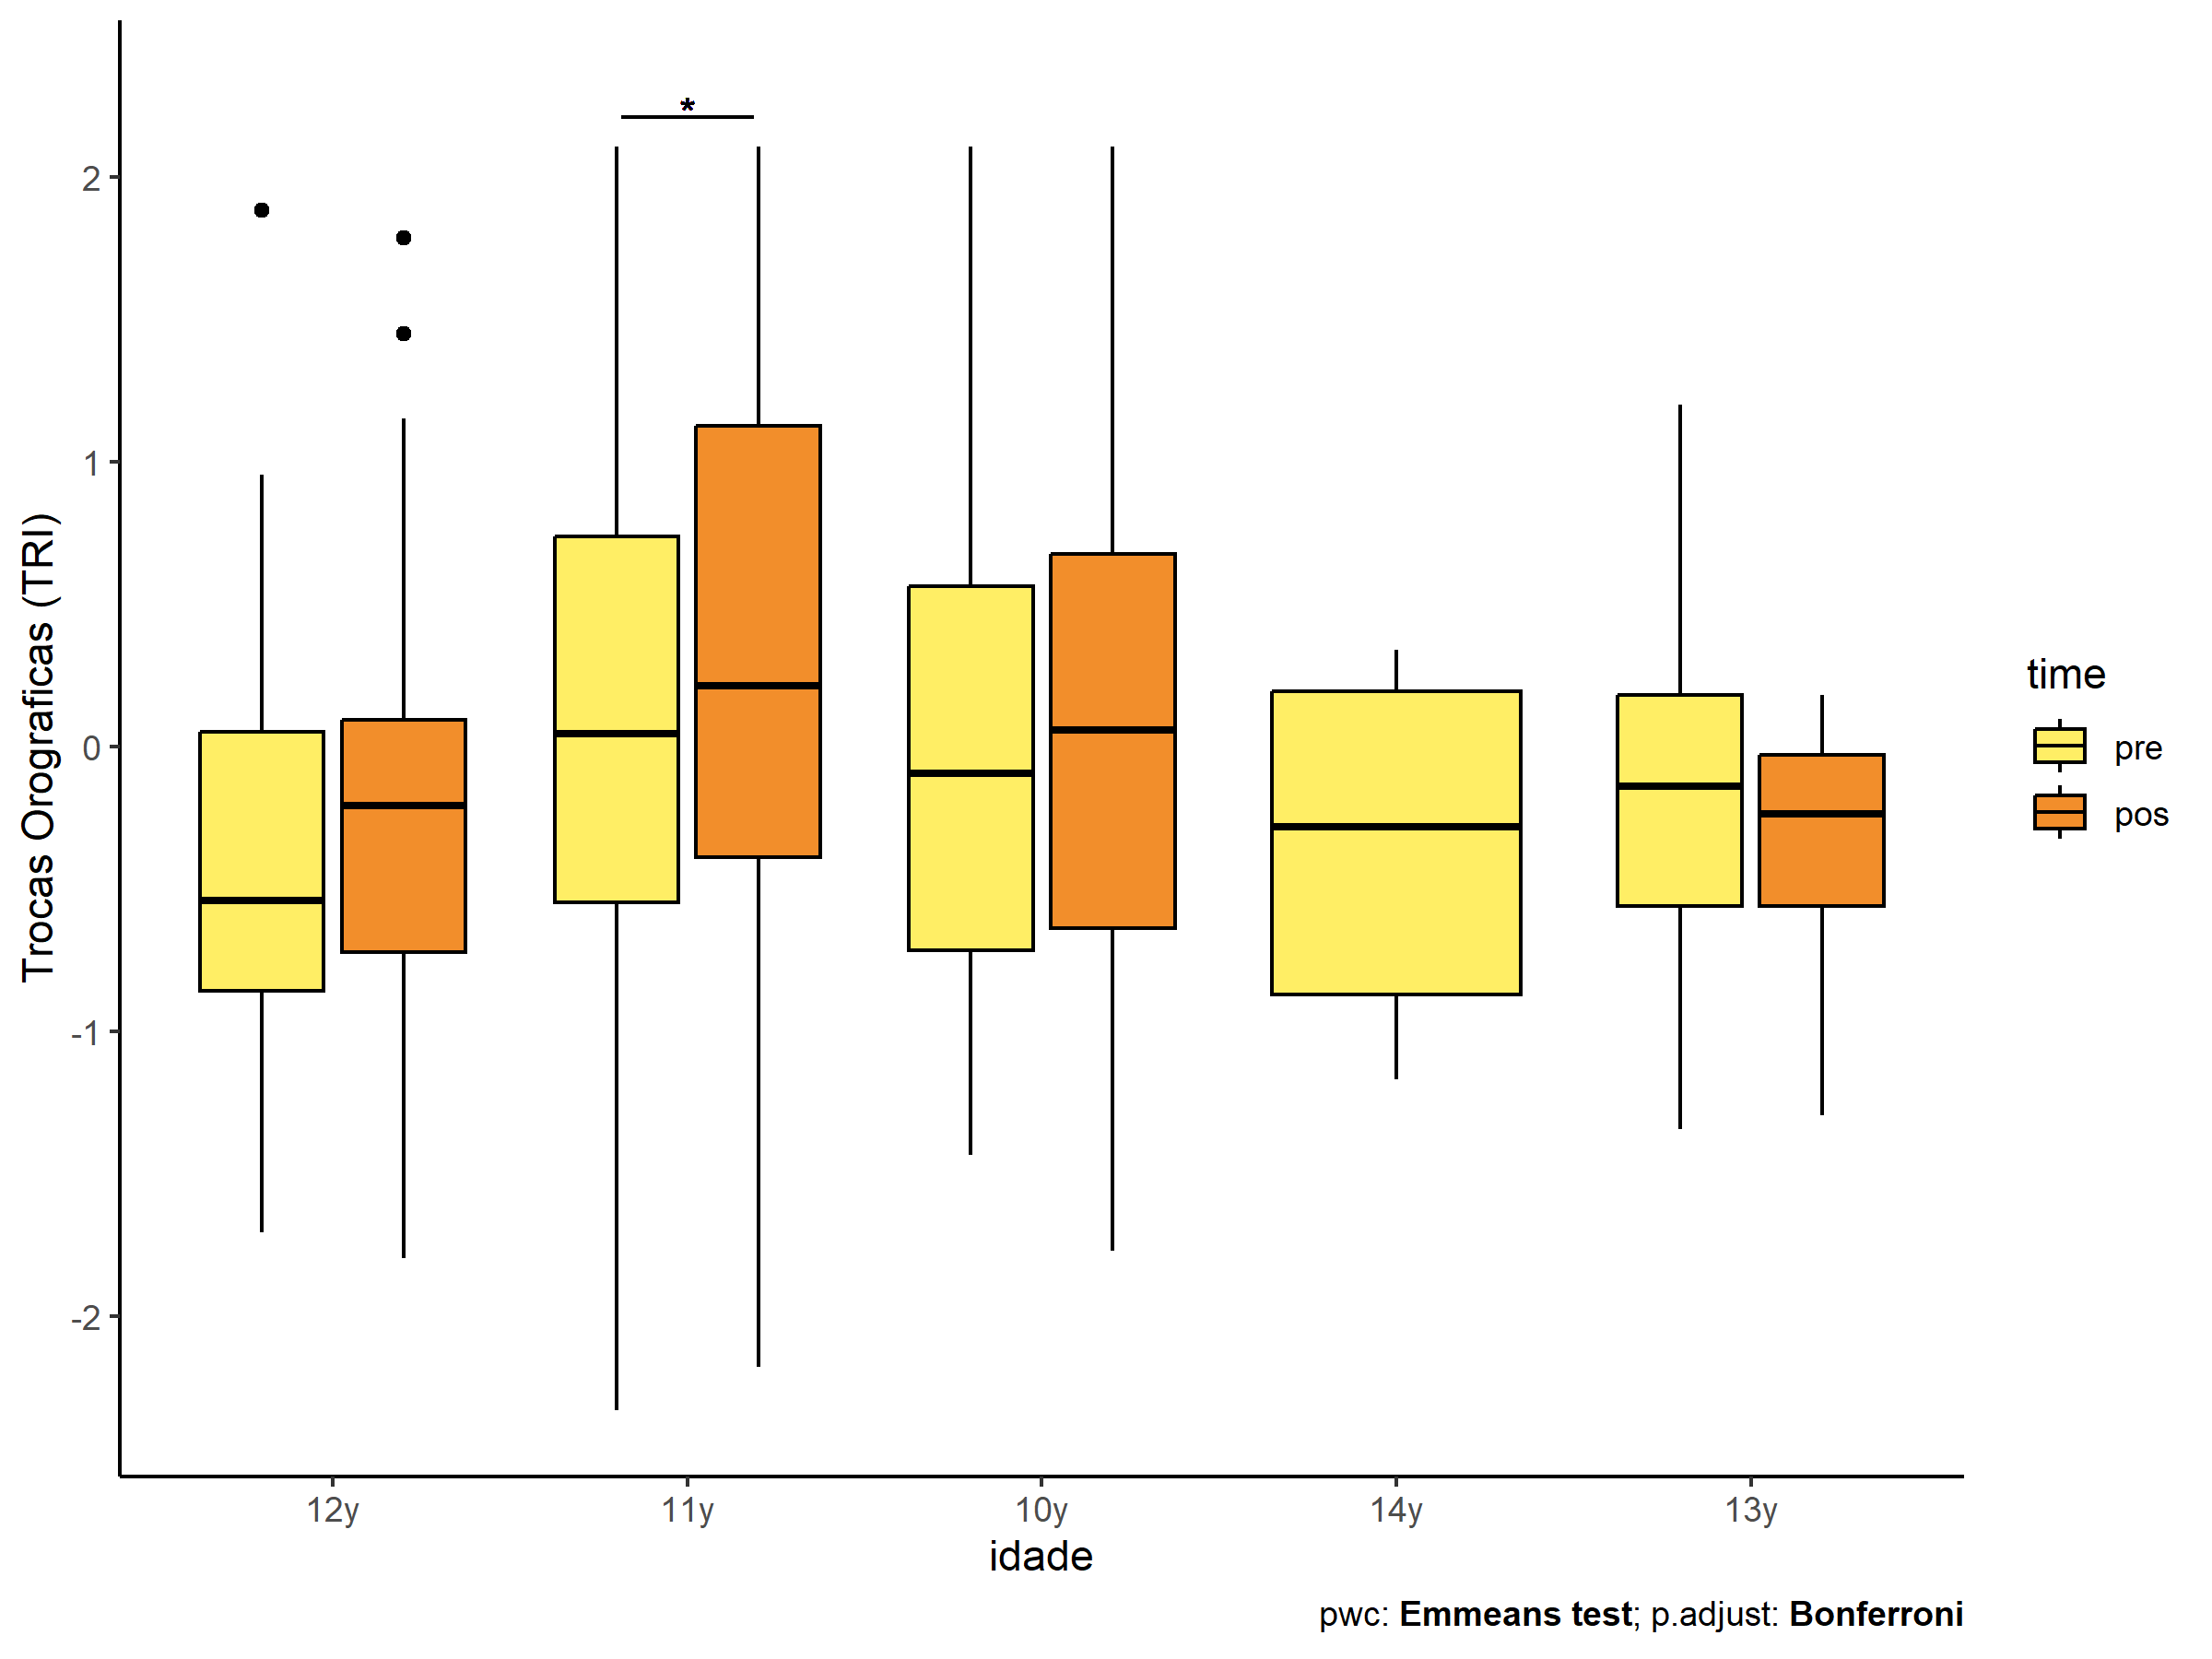 *
2
1
0
-1
-2
Trocas Orograficas (TRI)
12y
11y
10y
14y
13y
idade
time
pre
pos
pwc: Emmeans test; p.adjust: Bonferroni